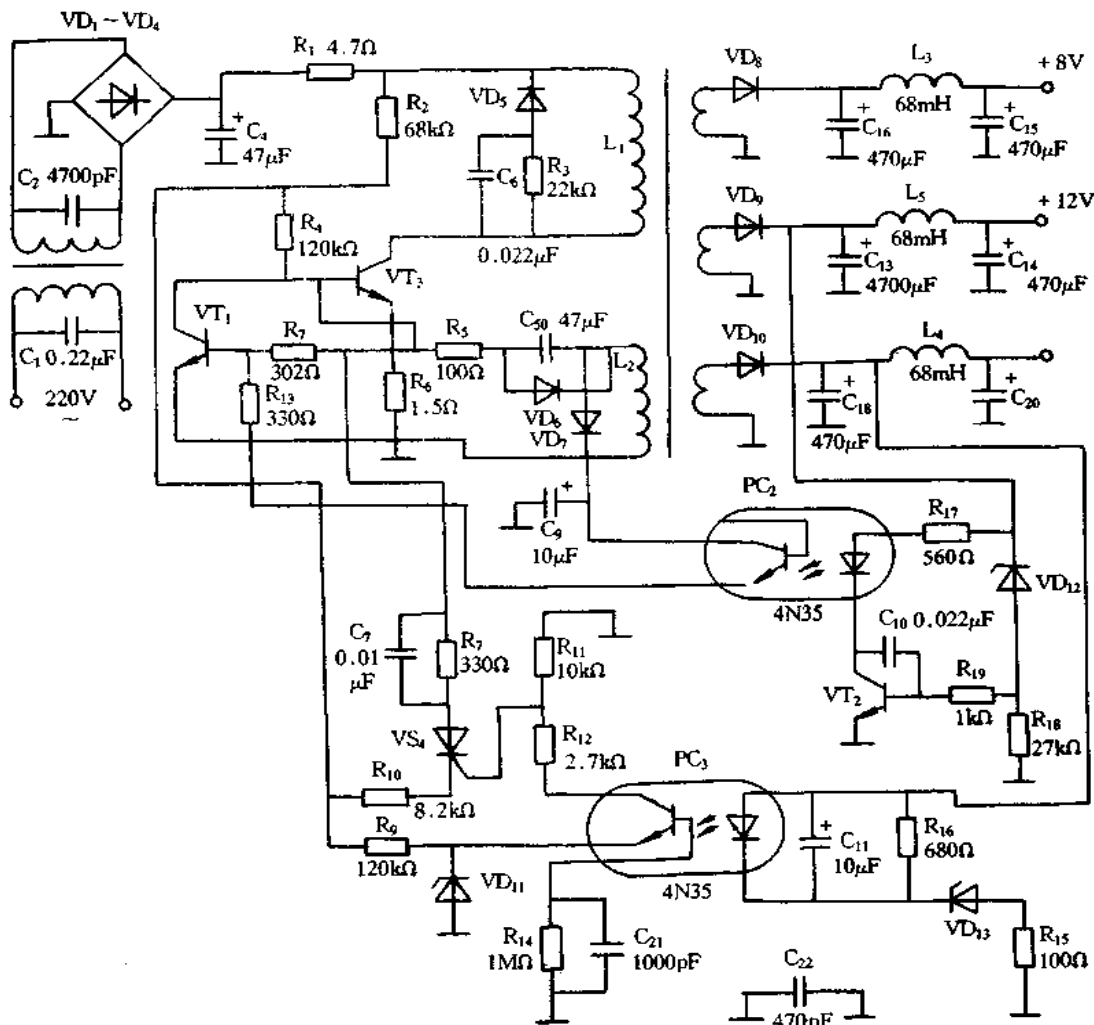 VD₁ ~ VD₄
R₁ 4.7Ω
R₂
68kΩ
VD₅
C₄
47μF
C₂ 4700pF
C₆
R₃
22kΩ
L₁
0.022μF
R₄
120kΩ
VT₃
VT₁
C₁ 0.22μF
220V
~
R₇
302Ω
R₁₃
330Ω
R₅
100Ω
R₆
1.5Ω
C₅₀ 47μF
VD₆
VD₇
L₂
+
C₉
10μF
VD₈
L₃
68mH
+ 8V
+
C₁₆
470μF
+
C₁₅
470μF
VD₉
L₅
68mH
+ 12V
+
C₁₃
4700μF
+
C₁₄
470μF
VD₁₀
L₄
68mH
+
C₁₈
470μF
+
C₂₀
PC₂
4N35
R₁₇
560Ω
VD₁₂
C₁₀ 0.022μF
VT₂
R₁₉
1kΩ
R₁₈
27kΩ
C₇
0.01
μF
R₇
330Ω
R₁₁
10kΩ
VS₄
R₁₂
2.7kΩ
R₁₀
8.2kΩ
R₉
120kΩ
VD₁₁
PC₃
4N35
+
C₁₁
10μF
R₁₆
680Ω
VD₁₃
R₁₅
100Ω
R₁₄
1MΩ
C₂₁
1000pF
C₂₂
470pF